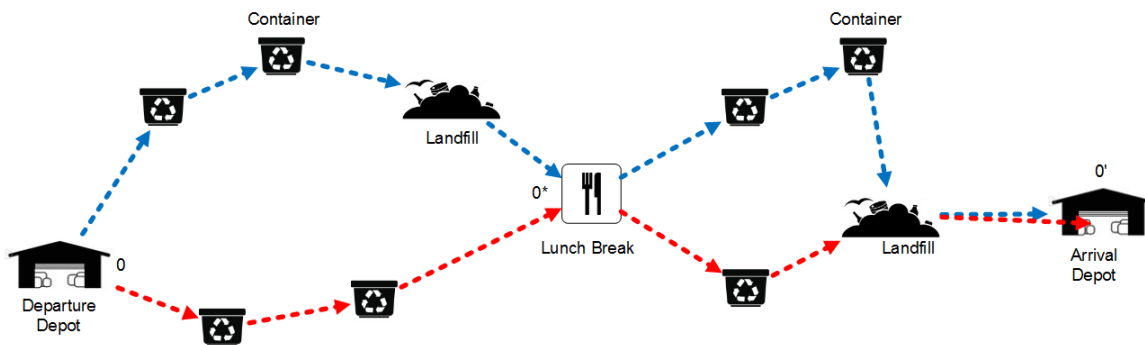 Container
Container
Landfill
0*
Lunch Break
0
Departure
Depot
Landfill
0'
Arrival
Depot